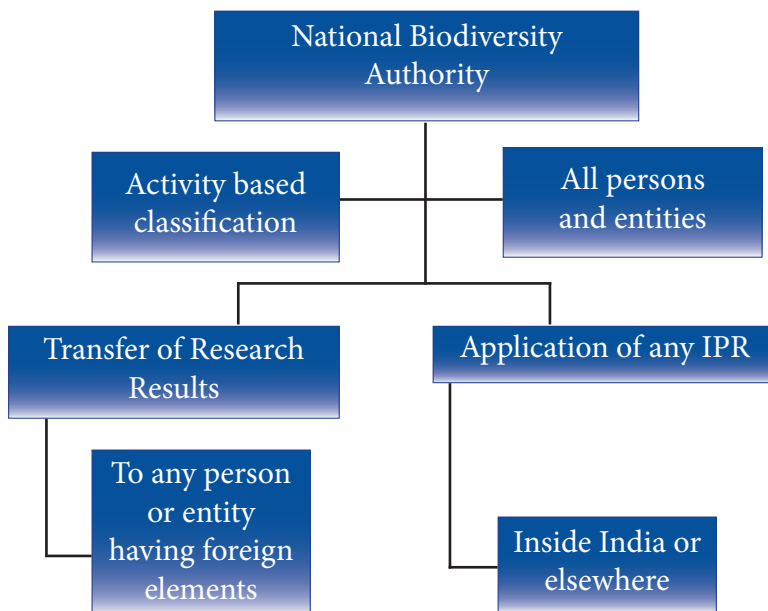 National Biodiversity
Authority
Activity based
classification
All persons
and entities
Transfer of Research
Results
Application of any IPR
To any person
or entity
having foreign
elements
Inside India or
elsewhere